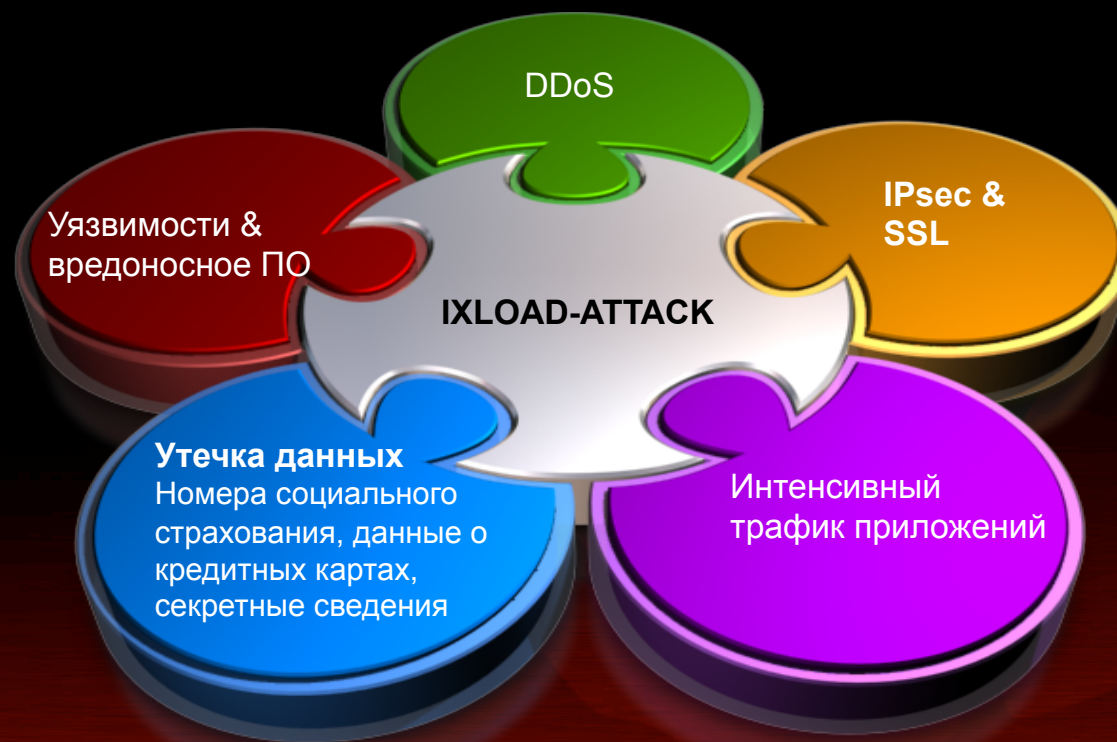 DDoS
Уязвимости &
вредоносное ПО
IPsec &
SSL
IXLOAD-ATTACK
Утечка данных
Номера социального
страхования, данные о
кредитных картах,
секретные сведения
Интенсивный
трафик приложений